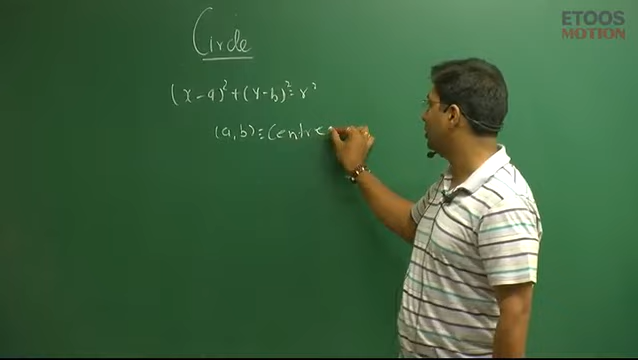 ETOOS
MOTION
Circle
(x-a)²+(y-b)²=r²
(a,b)≡Centre